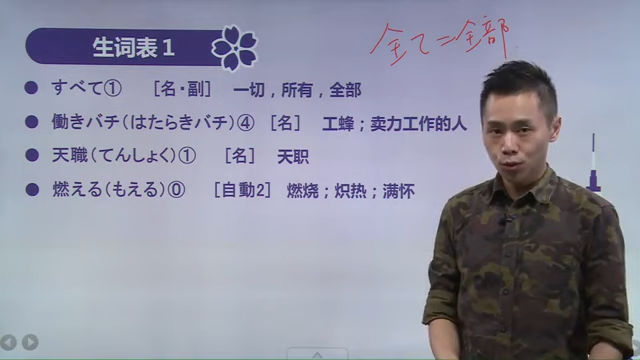 生词表1
全て=全部
すべて① [名·副] 一切,所有,全部
働きバチ(はたらきバチ)④ [名] 工蜂;卖力工作的人
天職(てんしょく)① [名] 天职
燃える(もえる)⓪ [自動2] 燃烧;炽热;满怀